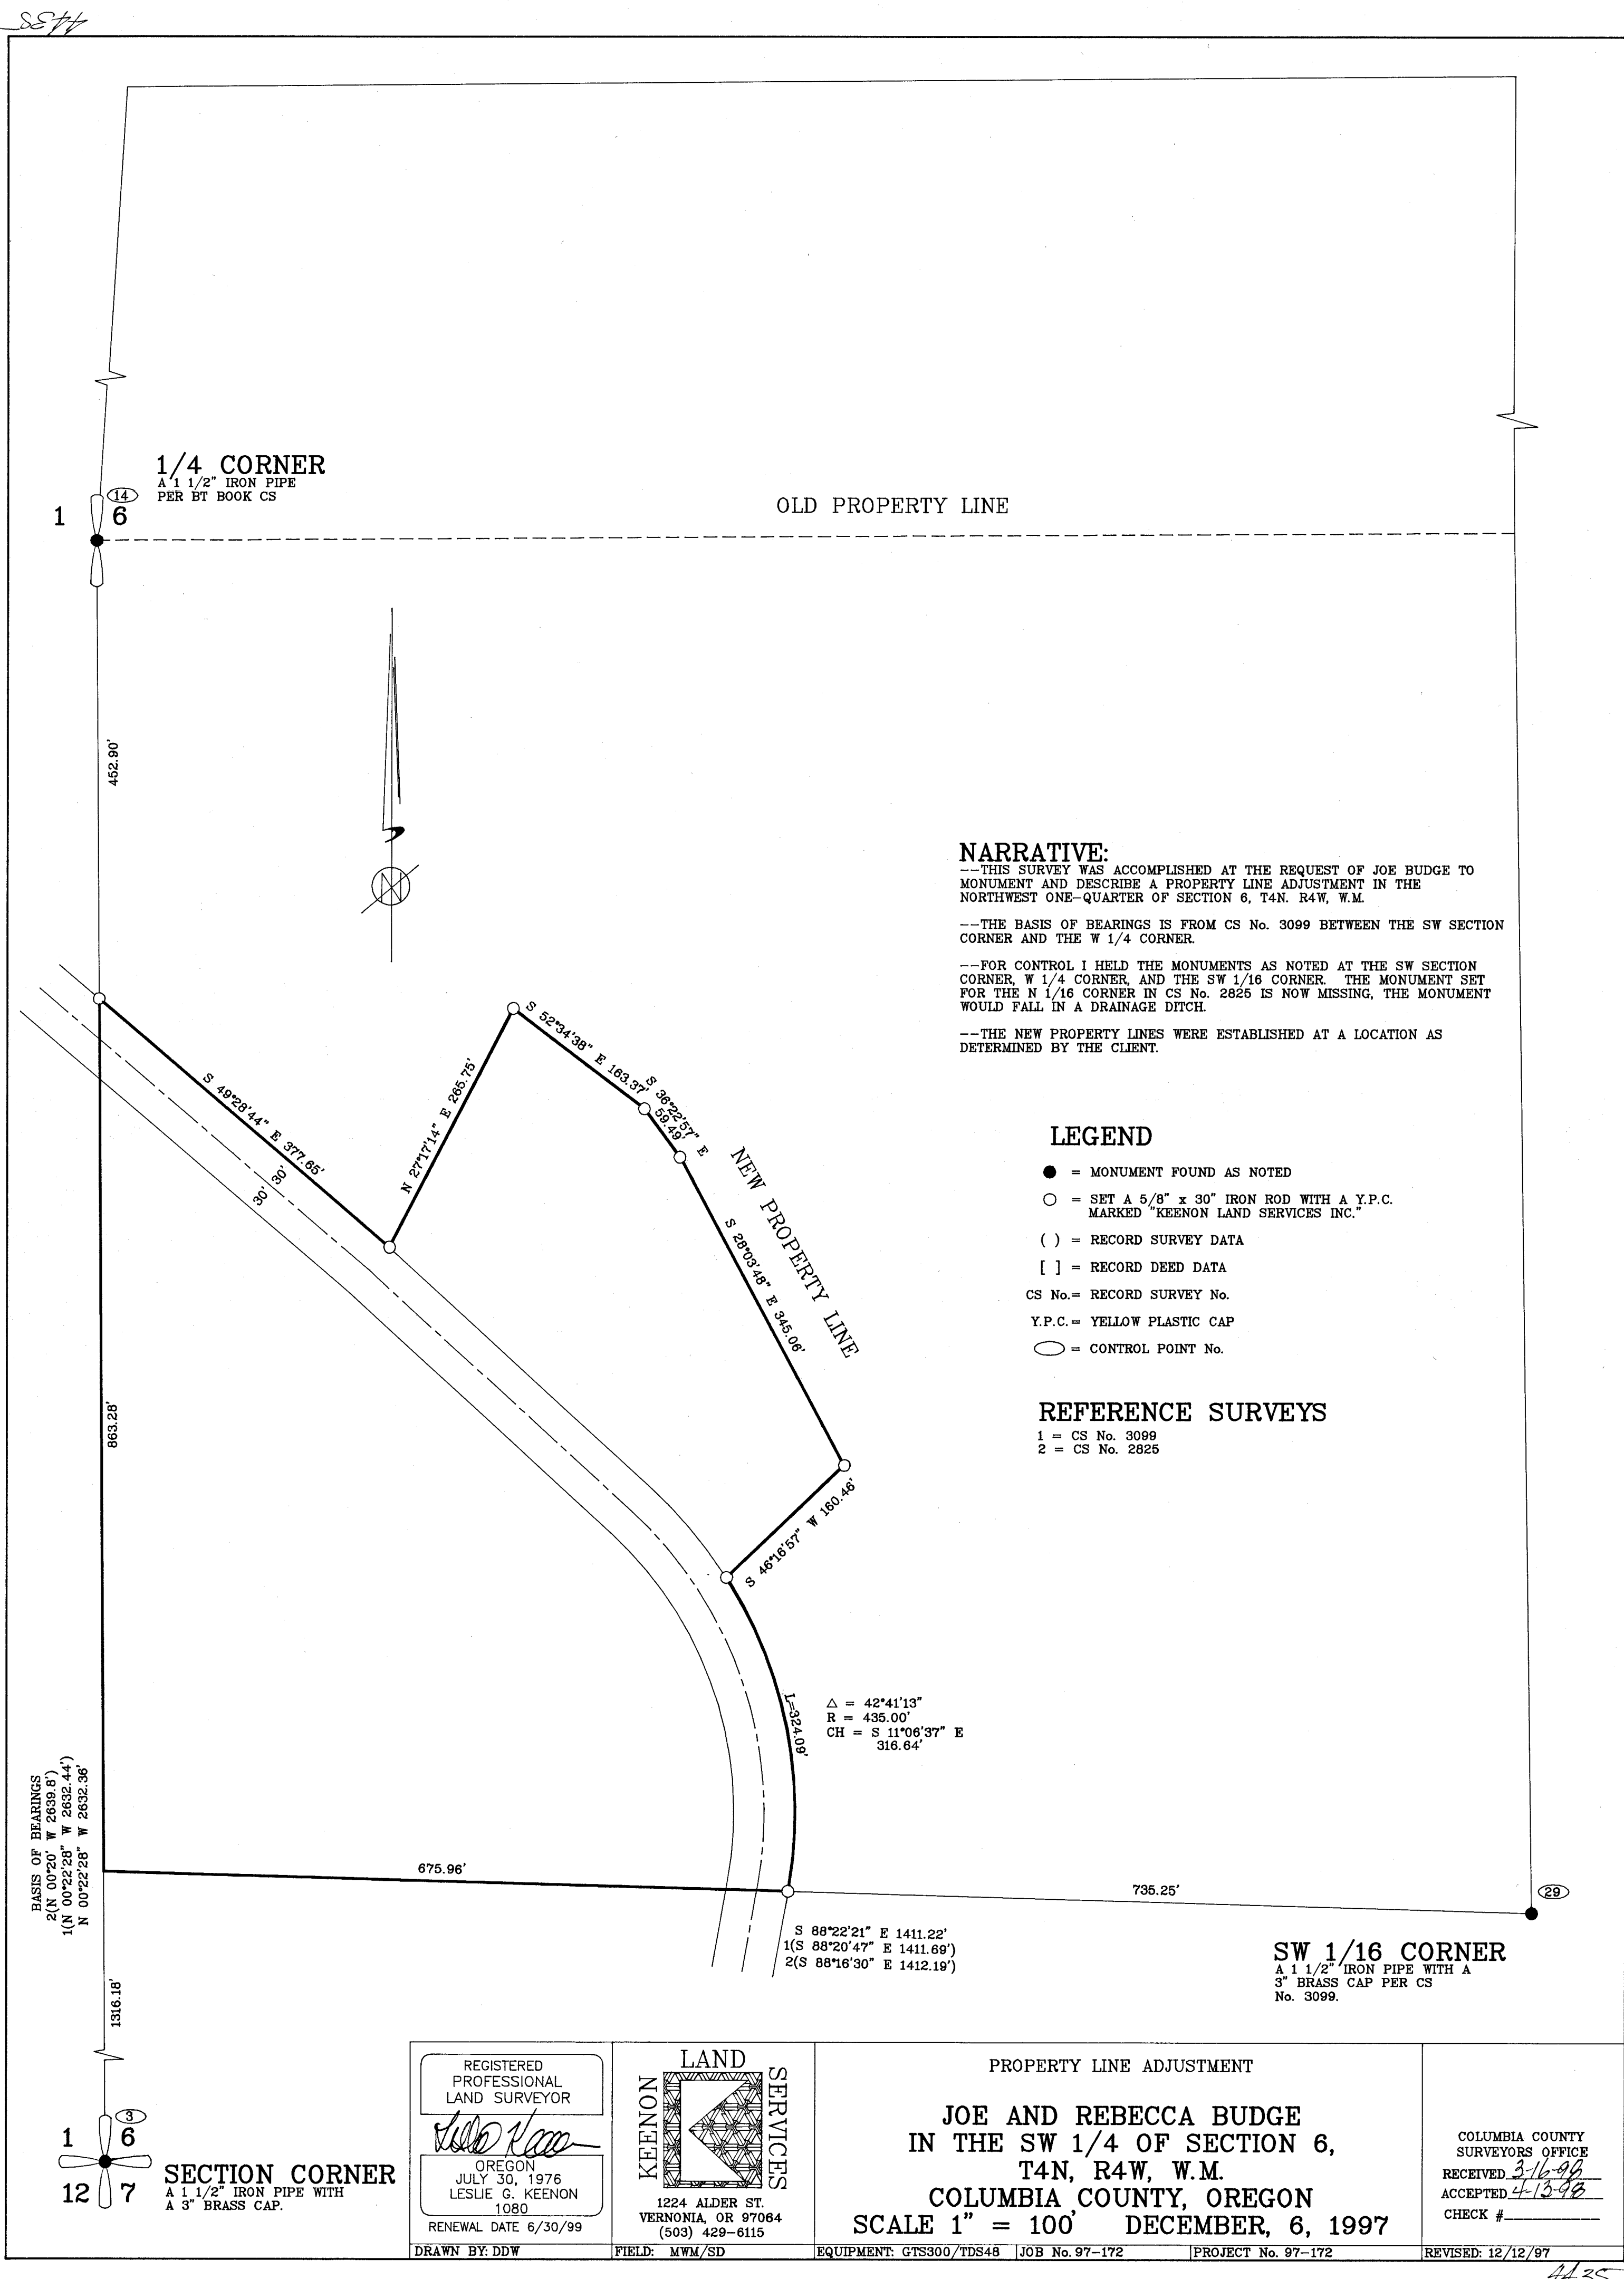 4435
1/4 CORNER
A 1 1/2" IRON PIPE
PER BT BOOK CS
14
1 6
OLD PROPERTY LINE
452.90'
N
NARRATIVE:
--THIS SURVEY WAS ACCOMPLISHED AT THE REQUEST OF JOE BUDGE TO
MONUMENT AND DESCRIBE A PROPERTY LINE ADJUSTMENT IN THE
NORTHWEST ONE-QUARTER OF SECTION 6, T4N. R4W, W.M.
--THE BASIS OF BEARINGS IS FROM CS No. 3099 BETWEEN THE SW SECTION
CORNER AND THE W 1/4 CORNER.
--FOR CONTROL I HELD THE MONUMENTS AS NOTED AT THE SW SECTION
CORNER, W 1/4 CORNER, AND THE SW 1/16 CORNER. THE MONUMENT SET
FOR THE N 1/16 CORNER IN CS No. 2825 IS NOW MISSING, THE MONUMENT
WOULD FALL IN A DRAINAGE DITCH.
--THE NEW PROPERTY LINES WERE ESTABLISHED AT A LOCATION AS
DETERMINED BY THE CLIENT.
S 49°28'44" E 377.65'
30' 30'
N 27°17'14" E 265.75'
S 52°34'38" E 163.37'
S 36°22'57" E
59.49'
NEW PROPERTY LINE
S 28°03'48" E 345.06'
S 46°16'57" W 160.46'
LEGEND
= MONUMENT FOUND AS NOTED
= SET A 5/8" x 30" IRON ROD WITH A Y.P.C.
MARKED "KEENON LAND SERVICES INC."
( ) = RECORD SURVEY DATA
[ ] = RECORD DEED DATA
CS No.= RECORD SURVEY No.
Y.P.C.= YELLOW PLASTIC CAP
= CONTROL POINT No.
REFERENCE SURVEYS
1 = CS No. 3099
2 = CS No. 2825
863.28'
L=324.09'
△ = 42°41'13"
R = 435.00'
CH = S 11°06'37" E
316.64'
BASIS OF BEARINGS
2(N 00°20' W 2639.8')
1(N 00°22'28" W 2632.44')
N 00°22'28" W 2632.36'
675.96'
735.25'
29
S 88°22'21" E 1411.22'
1(S 88°20'47" E 1411.69')
2(S 88°16'30" E 1412.19')
SW 1/16 CORNER
A 1 1/2" IRON PIPE WITH A
3" BRASS CAP PER CS
No. 3099.
1316.18'
3
1 6
12 7
SECTION CORNER
A 1 1/2" IRON PIPE WITH
A 3" BRASS CAP.
REGISTERED
PROFESSIONAL
LAND SURVEYOR
OREGON
JULY 30, 1976
LESLIE G. KEENON
1080
RENEWAL DATE 6/30/99
KEENON LAND SERVICES
1224 ALDER ST.
VERNONIA, OR 97064
(503) 429-6115
PROPERTY LINE ADJUSTMENT
JOE AND REBECCA BUDGE
IN THE SW 1/4 OF SECTION 6,
T4N, R4W, W.M.
COLUMBIA COUNTY, OREGON
SCALE 1" = 100' DECEMBER, 6, 1997
COLUMBIA COUNTY
SURVEYORS OFFICE
RECEIVED 3-16-98
ACCEPTED 4-13-98
CHECK #
DRAWN BY: DDW
FIELD: MWM/SD
EQUIPMENT: GTS300/TDS48
JOB No. 97-172
PROJECT No. 97-172
REVISED: 12/12/97